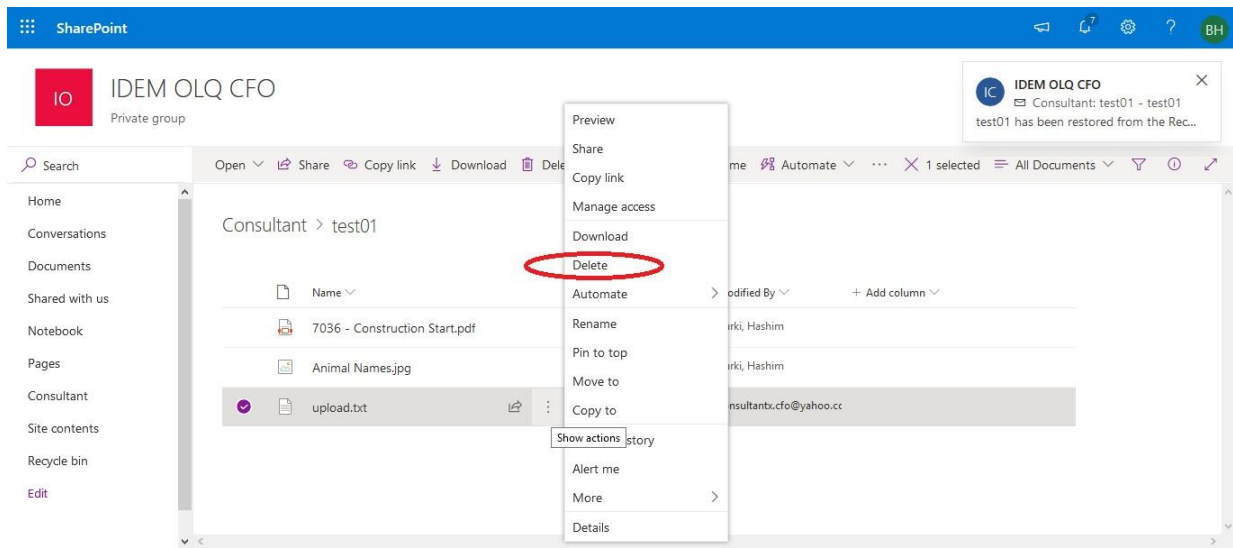 SharePoint
7
BH
IO
IDEM OLQ CFO
Private group
IC
IDEM OLQ CFO
Consultant: test01 - test01
test01 has been restored from the Rec...
Search
Open
Share
Copy link
Download
Dele
me
Automate
...
1 selected
All Documents
Home
Conversations
Documents
Shared with us
Notebook
Pages
Consultant
Site contents
Recycle bin
Edit
Consultant > test01
Name
odified By
+ Add column
7036 - Construction Start.pdf
urki, Hashim
Animal Names.jpg
urki, Hashim
upload.txt
nsultantx.cfo@yahoo.cc
Preview
Share
Copy link
Manage access
Download
Delete
Automate
Rename
Pin to top
Move to
Copy to
Show actions
story
Alert me
More
Details